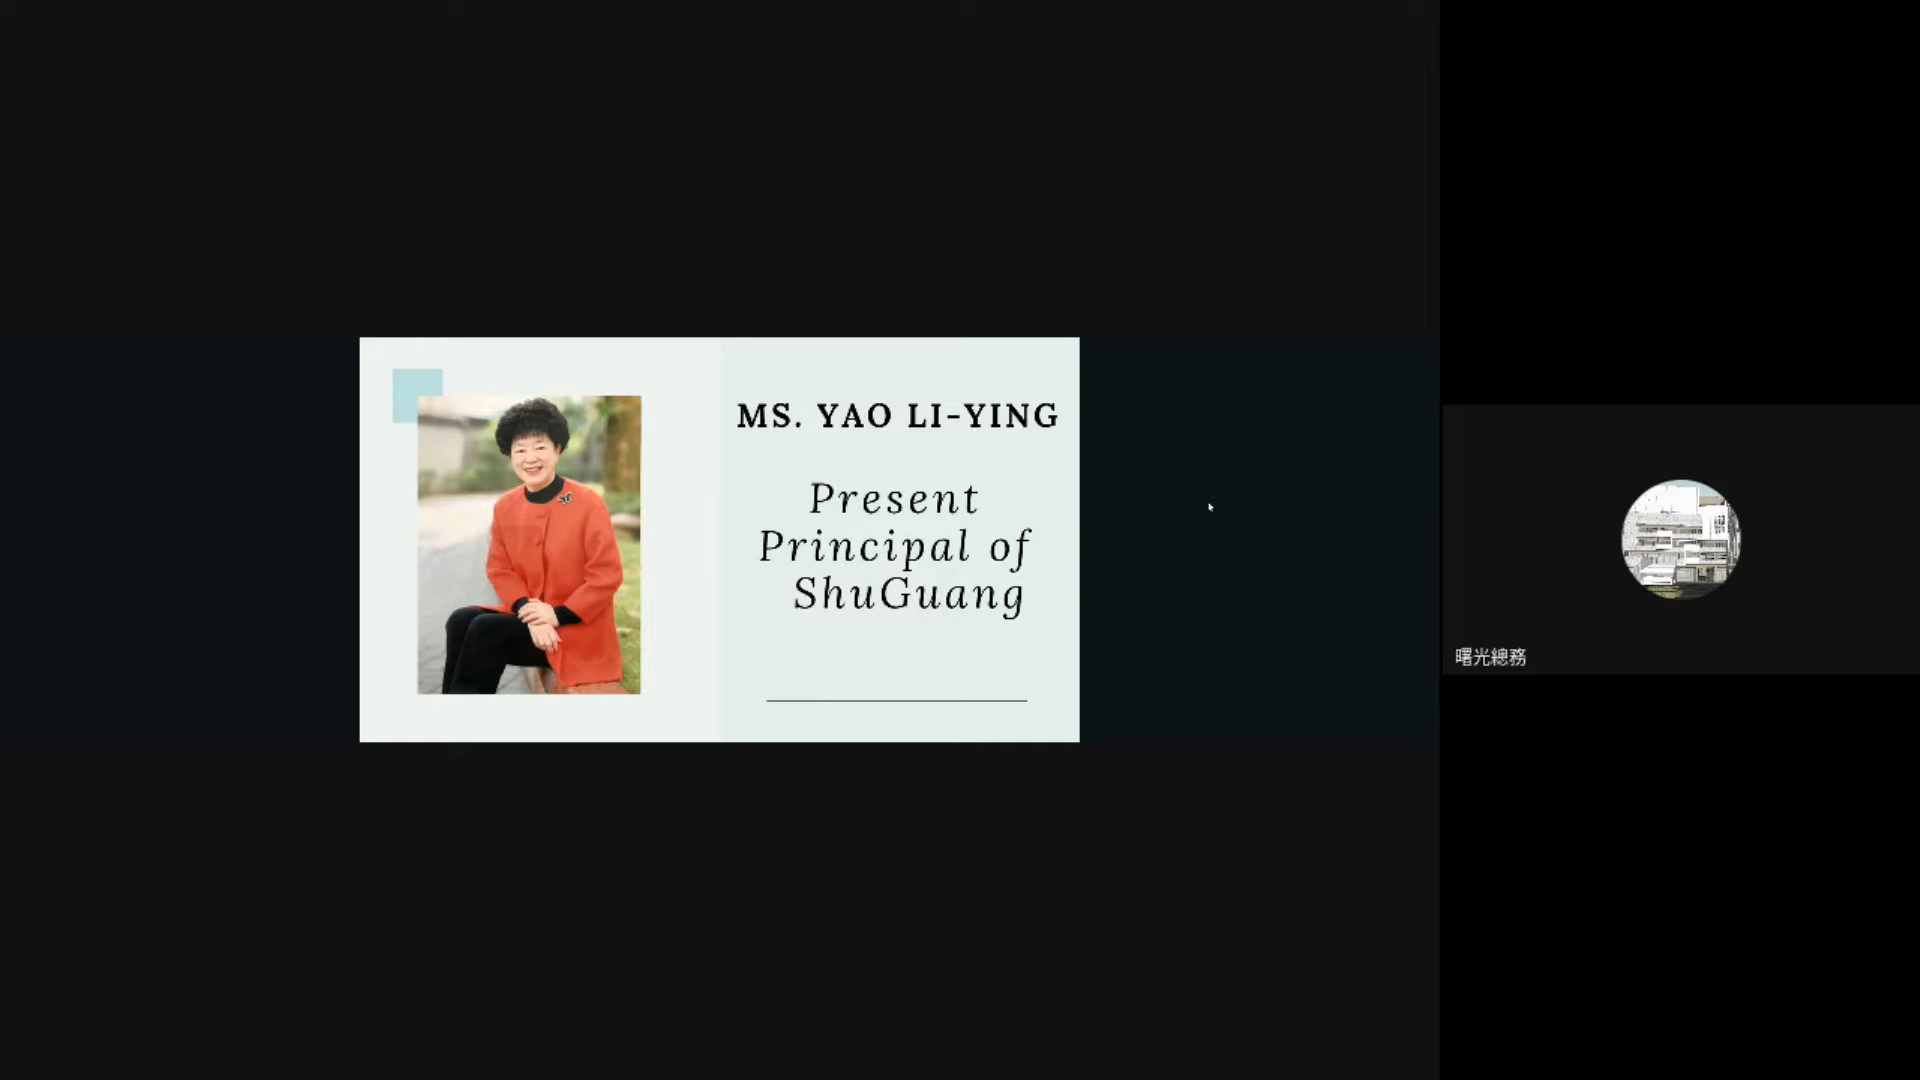 MS. YAO LI-YING
Present
Principal of
ShuGuang
曙光總務